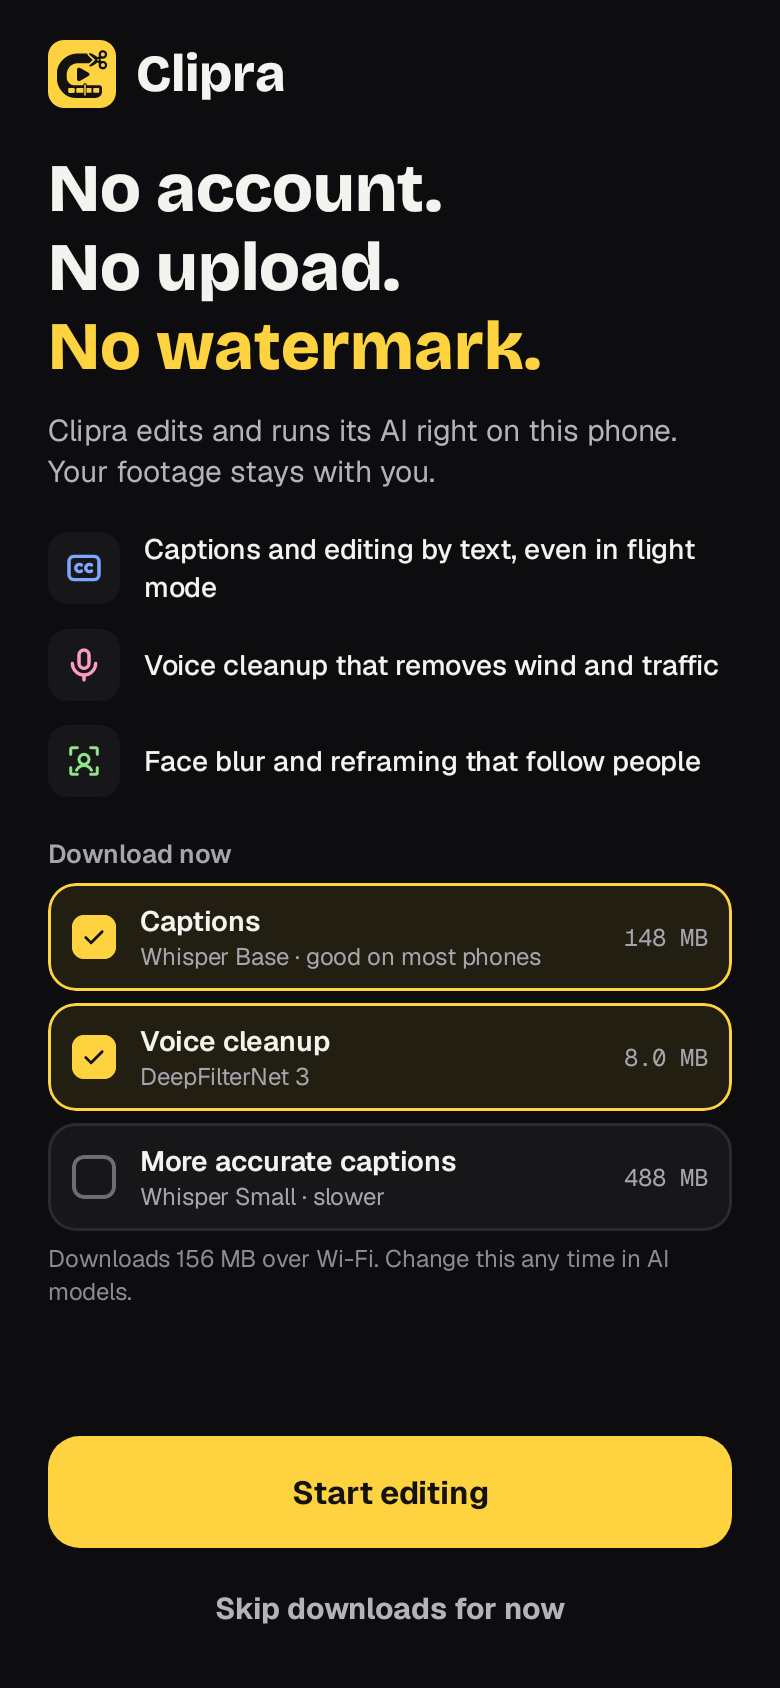 Clipra
No account.
No upload.
No watermark.
Clipra edits and runs its AI right on this phone.
Your footage stays with you.
Captions and editing by text, even in flight
mode
Voice cleanup that removes wind and traffic
Face blur and reframing that follow people
Download now
Captions
Whisper Base · good on most phones
148 MB
Voice cleanup
DeepFilterNet 3
8.0 MB
More accurate captions
Whisper Small · slower
488 MB
Downloads 156 MB over Wi-Fi. Change this any time in AI
models.
Start editing
Skip downloads for now